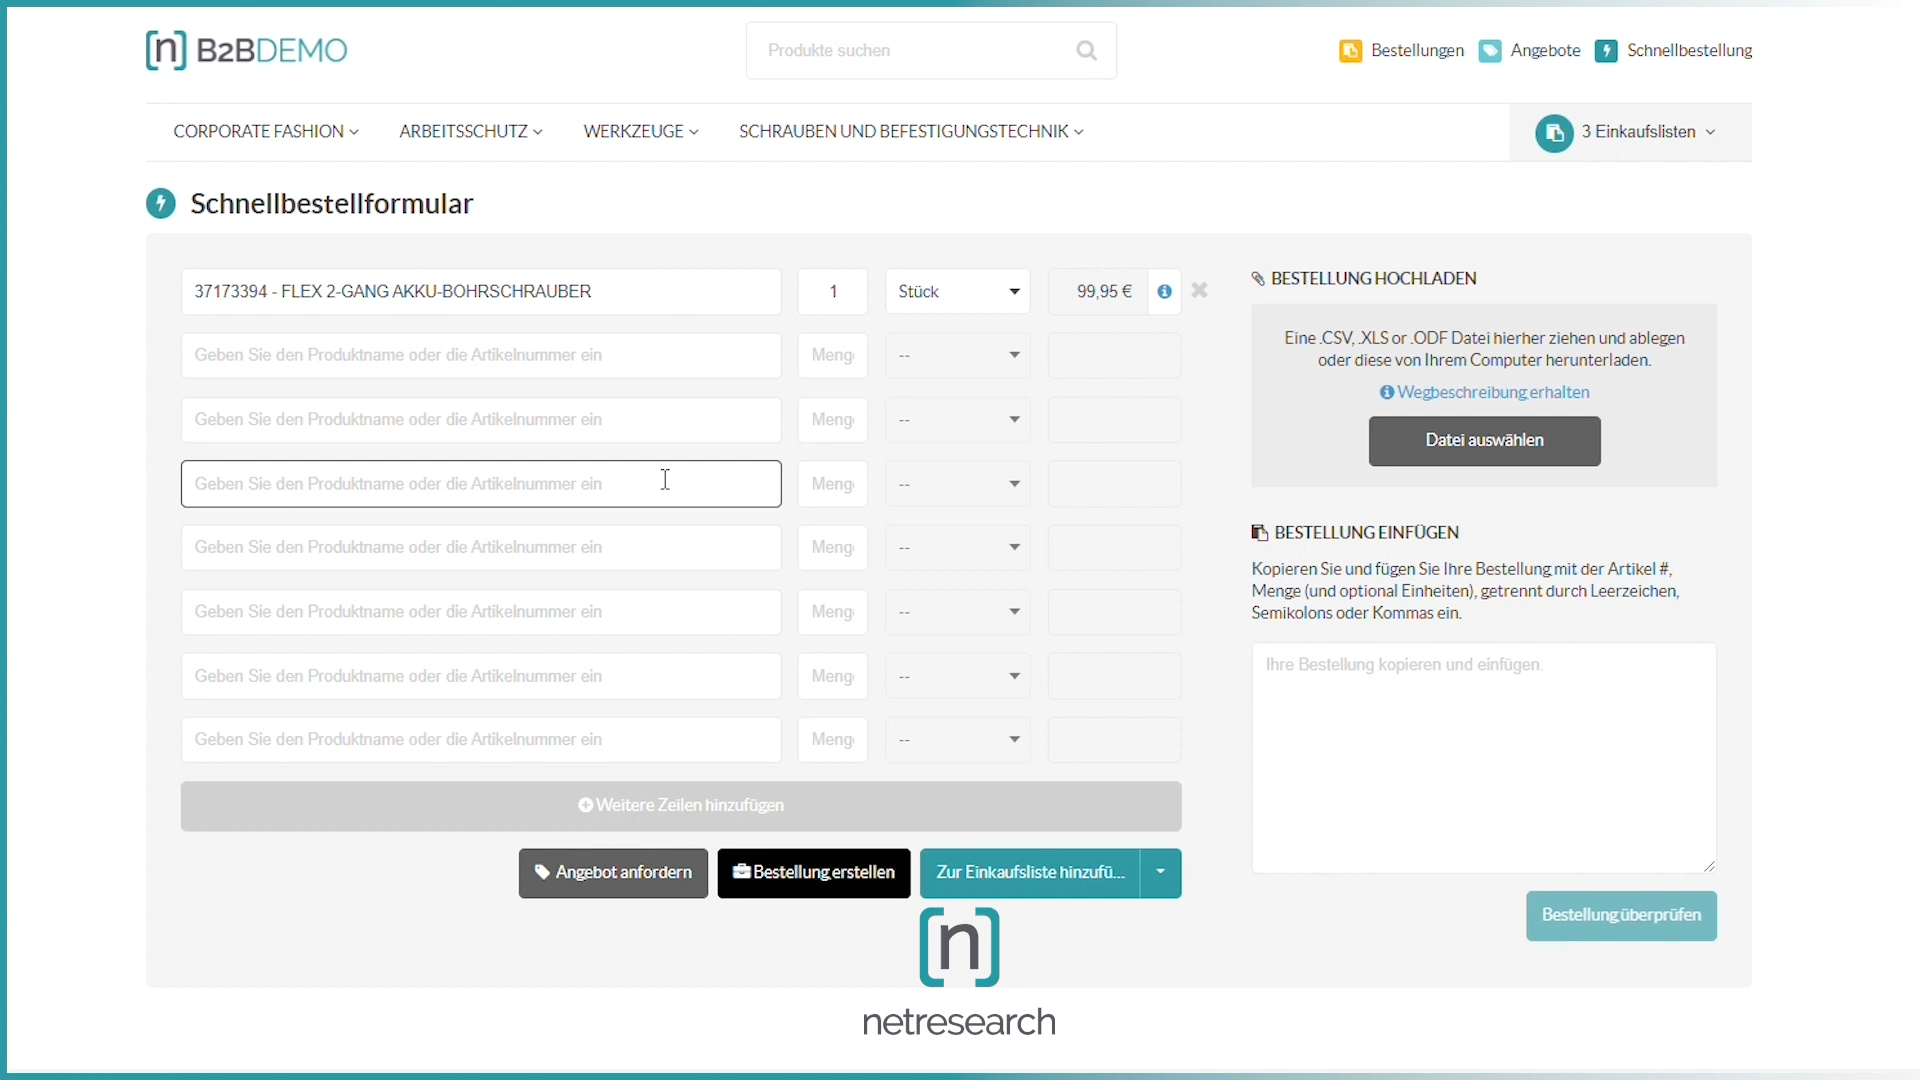 [n] B2BDEMO
Produkte suchen
Bestellungen
Angebote
Schnellbestellung
CORPORATE FASHION
ARBEITSSCHUTZ
WERKZEUGE
SCHRAUBEN UND BEFESTIGUNGSTECHNIK
3 Einkaufslisten
Schnellbestellformular
37173394 - FLEX 2-GANG AKKU-BOHRSCHRAUBER 1 Stück 99,95 €
Geben Sie den Produktname oder die Artikelnummer ein Meng --
Geben Sie den Produktname oder die Artikelnummer ein Meng --
Geben Sie den Produktname oder die Artikelnummer ein Meng --
Geben Sie den Produktname oder die Artikelnummer ein Meng --
Geben Sie den Produktname oder die Artikelnummer ein Meng --
Geben Sie den Produktname oder die Artikelnummer ein Meng --
Geben Sie den Produktname oder die Artikelnummer ein Meng --
Weitere Zeilen hinzufügen
Angebot anfordern
Bestellung erstellen
Zur Einkaufsliste hinzufü...
BESTELLUNG HOCHLADEN
Eine .CSV, .XLS or .ODF Datei hierher ziehen und ablegen
oder diese von Ihrem Computer herunterladen.
Wegbeschreibung erhalten
Datei auswählen
BESTELLUNG EINFÜGEN
Kopieren Sie und fügen Sie Ihre Bestellung mit der Artikel #,
Menge (und optional Einheiten), getrennt durch Leerzeichen,
Semikolons oder Kommas ein.
Ihre Bestellung kopieren und einfügen.
Bestellung überprüfen
[n]
netresearch